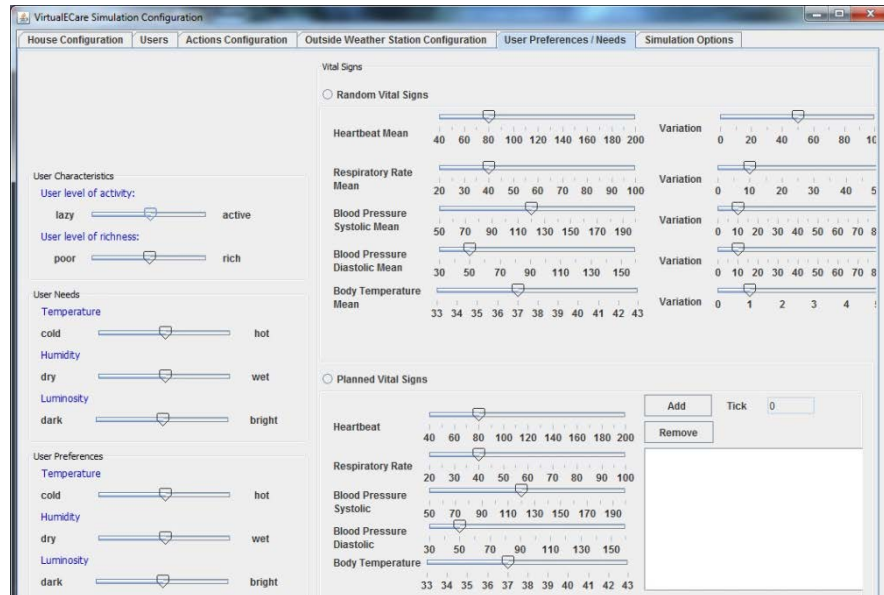 VirtualECare Simulation Configuration
House Configuration Users Actions Configuration Outside Weather Station Configuration User Preferences / Needs Simulation Options
User Characteristics
User level of activity:
lazy active
User level of richness:
poor rich
User Needs
Temperature
cold hot
Humidity
dry wet
Luminosity
dark bright
User Preferences
Temperature
cold hot
Humidity
dry wet
Luminosity
dark bright
Vital Signs
Random Vital Signs
Heartbeat Mean
40 60 80 100 120 140 160 180 200
Variation
0 20 40 60 80 10
Respiratory Rate
Mean
20 30 40 50 60 70 80 90 100
Variation
0 10 20 30 40 5
Blood Pressure
Systolic Mean
50 70 90 110 130 150 170 190
Variation
0 10 20 30 40 50 60 70 8
Blood Pressure
Diastolic Mean
30 50 70 90 110 130 150
Variation
0 10 20 30 40 50 60 70 8
Body Temperature
Mean
33 34 35 36 37 38 39 40 41 42 43
Variation
0 1 2 3 4
Planned Vital Signs
Heartbeat
40 60 80 100 120 140 160 180 200
Respiratory Rate
20 30 40 50 60 70 80 90 100
Blood Pressure
Systolic
50 70 90 110 130 150 170 190
Blood Pressure
Diastolic
30 50 70 90 110 130 150
Body Temperature
33 34 35 36 37 38 39 40 41 42 43
Add Tick 0
Remove